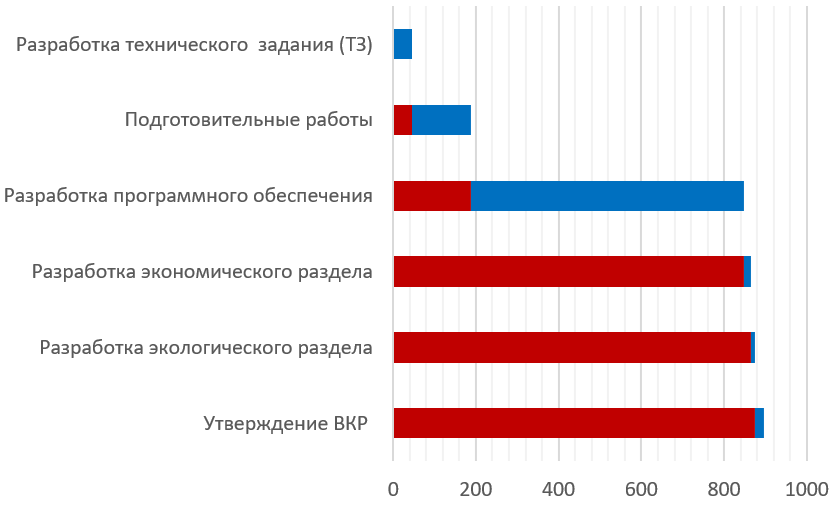 Разработка технического  задания (ТЗ)
Подготовительные работы
Разработка программного обеспечения
Разработка экономического раздела
Разработка экологического раздела
Утверждение ВКР
0 200 400 600 800 1000